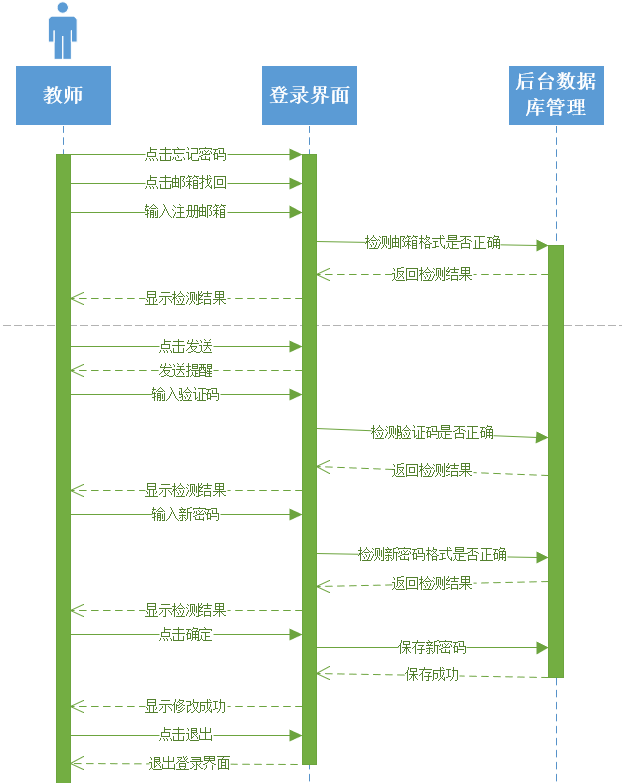 教师
登录界面
后台数据
库管理
点击忘记密码
点击邮箱找回
输入注册邮箱
检测邮箱格式是否正确
返回检测结果
显示检测结果
点击发送
发送提醒
输入验证码
检测验证码是否正确
返回检测结果
显示检测结果
输入新密码
检测新密码格式是否正确
返回检测结果
显示检测结果
点击确定
保存新密码
保存成功
显示修改成功
点击退出
退出登录界面